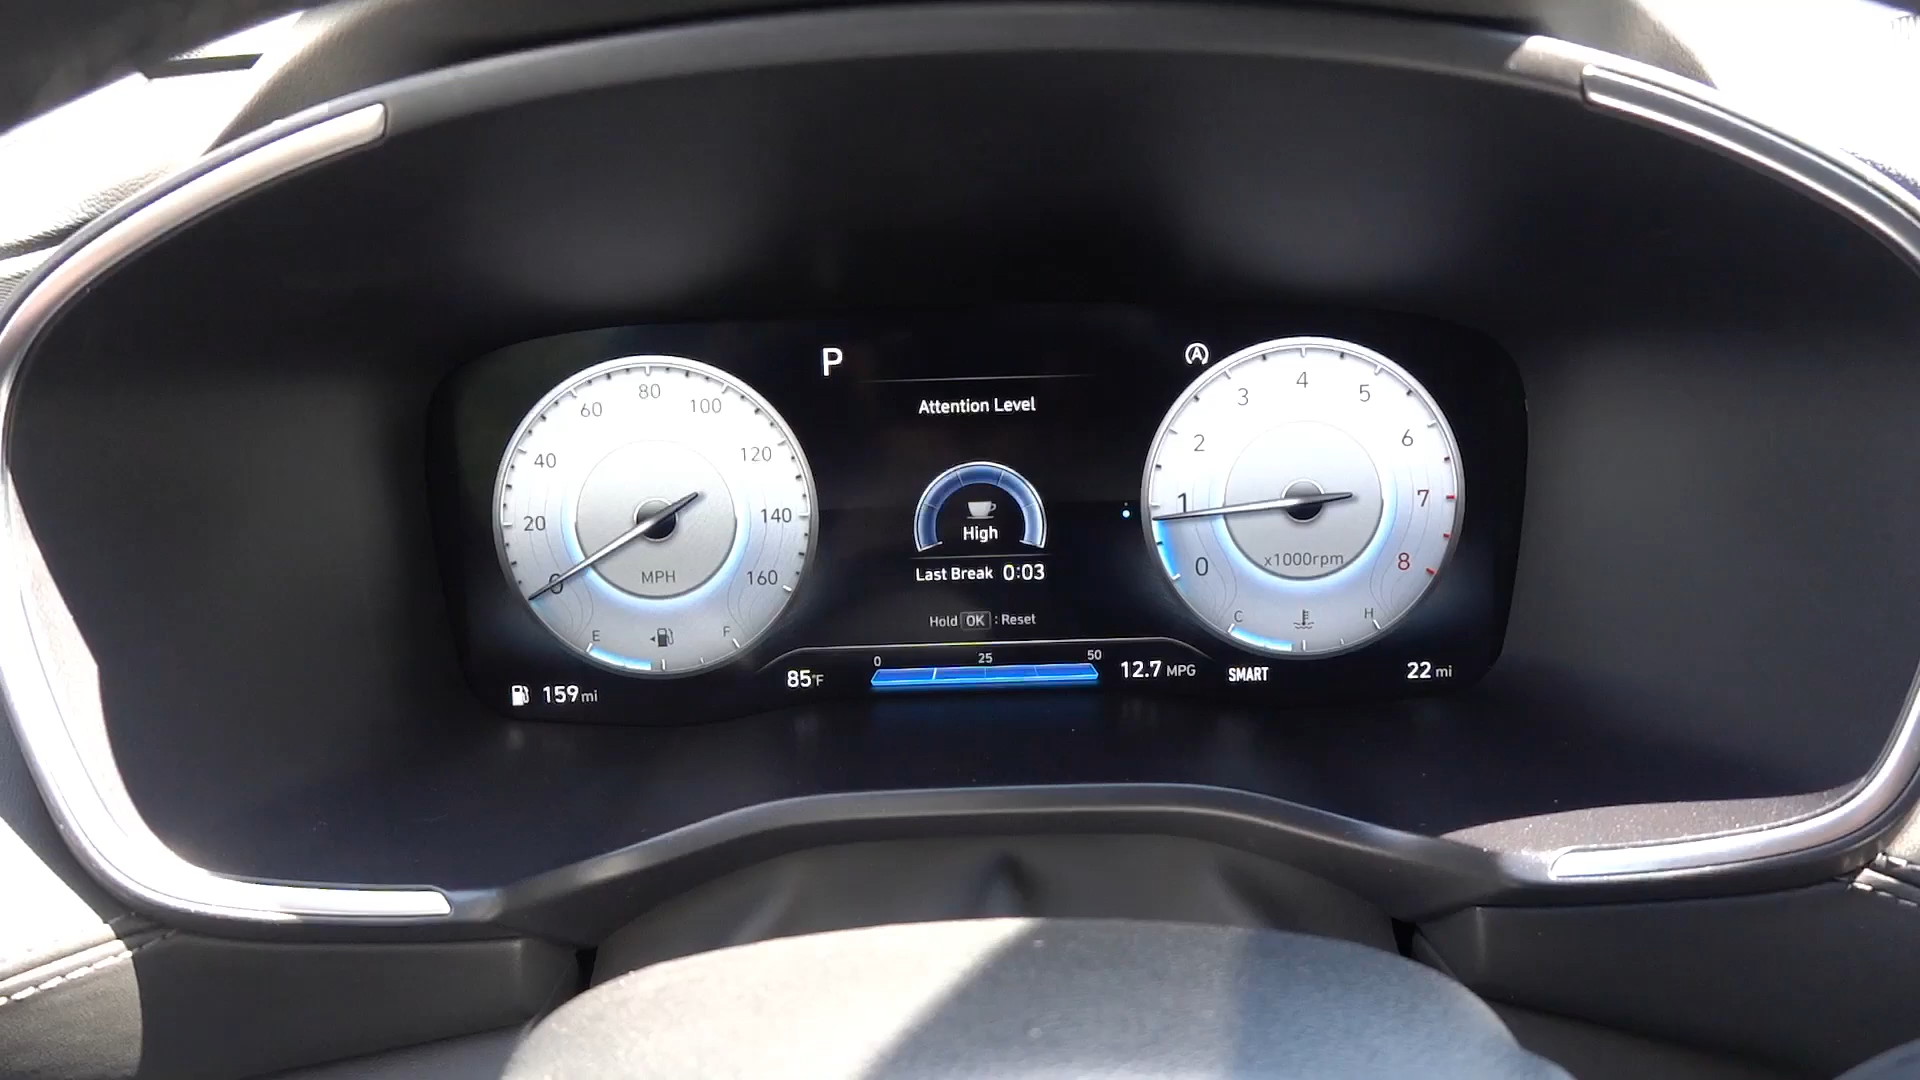 P
A
Attention Level
High
Last Break 0:03
Hold OK : Reset
0 20 40 60 80 100 120 140 160
MPH
E F
159 mi
85°F
0 25 50
12.7 MPG
0 1 2 3 4 5 6 7 8
x1000rpm
C H
SMART
22 mi